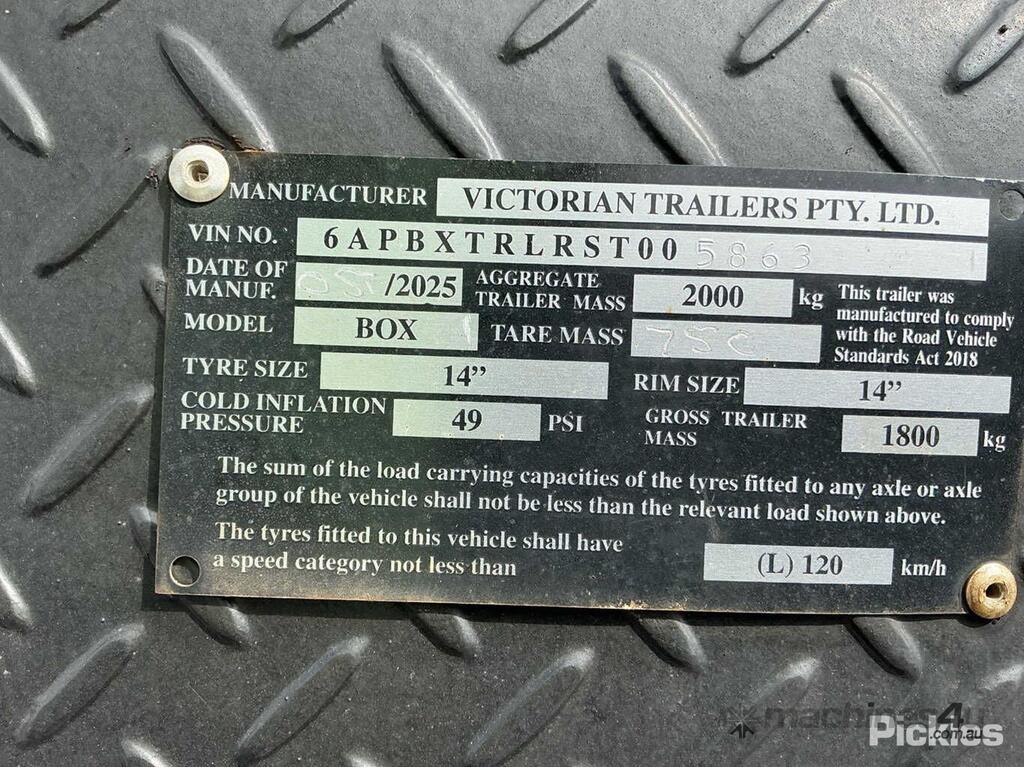 MANUFACTURER VICTORIAN TRAILERS PTY. LTD.
VIN NO. 6APBXTRLRST005863
DATE OF MANUF. /2025 AGGREGATE TRAILER MASS 2000 kg
This trailer was
manufactured to comply
with the Road Vehicle
Standards Act 2018
MODEL BOX TARE MASS
TYRE SIZE 14” RIM SIZE 14”
COLD INFLATION PRESSURE 49 PSI GROSS TRAILER MASS 1800 kg
The sum of the load carrying capacities of the tyres fitted to any axle or axle
group of the vehicle shall not be less than the relevant load shown above.
The tyres fitted to this vehicle shall have
a speed category not less than (L) 120 km/h
machines4u
.com.au
Pickles